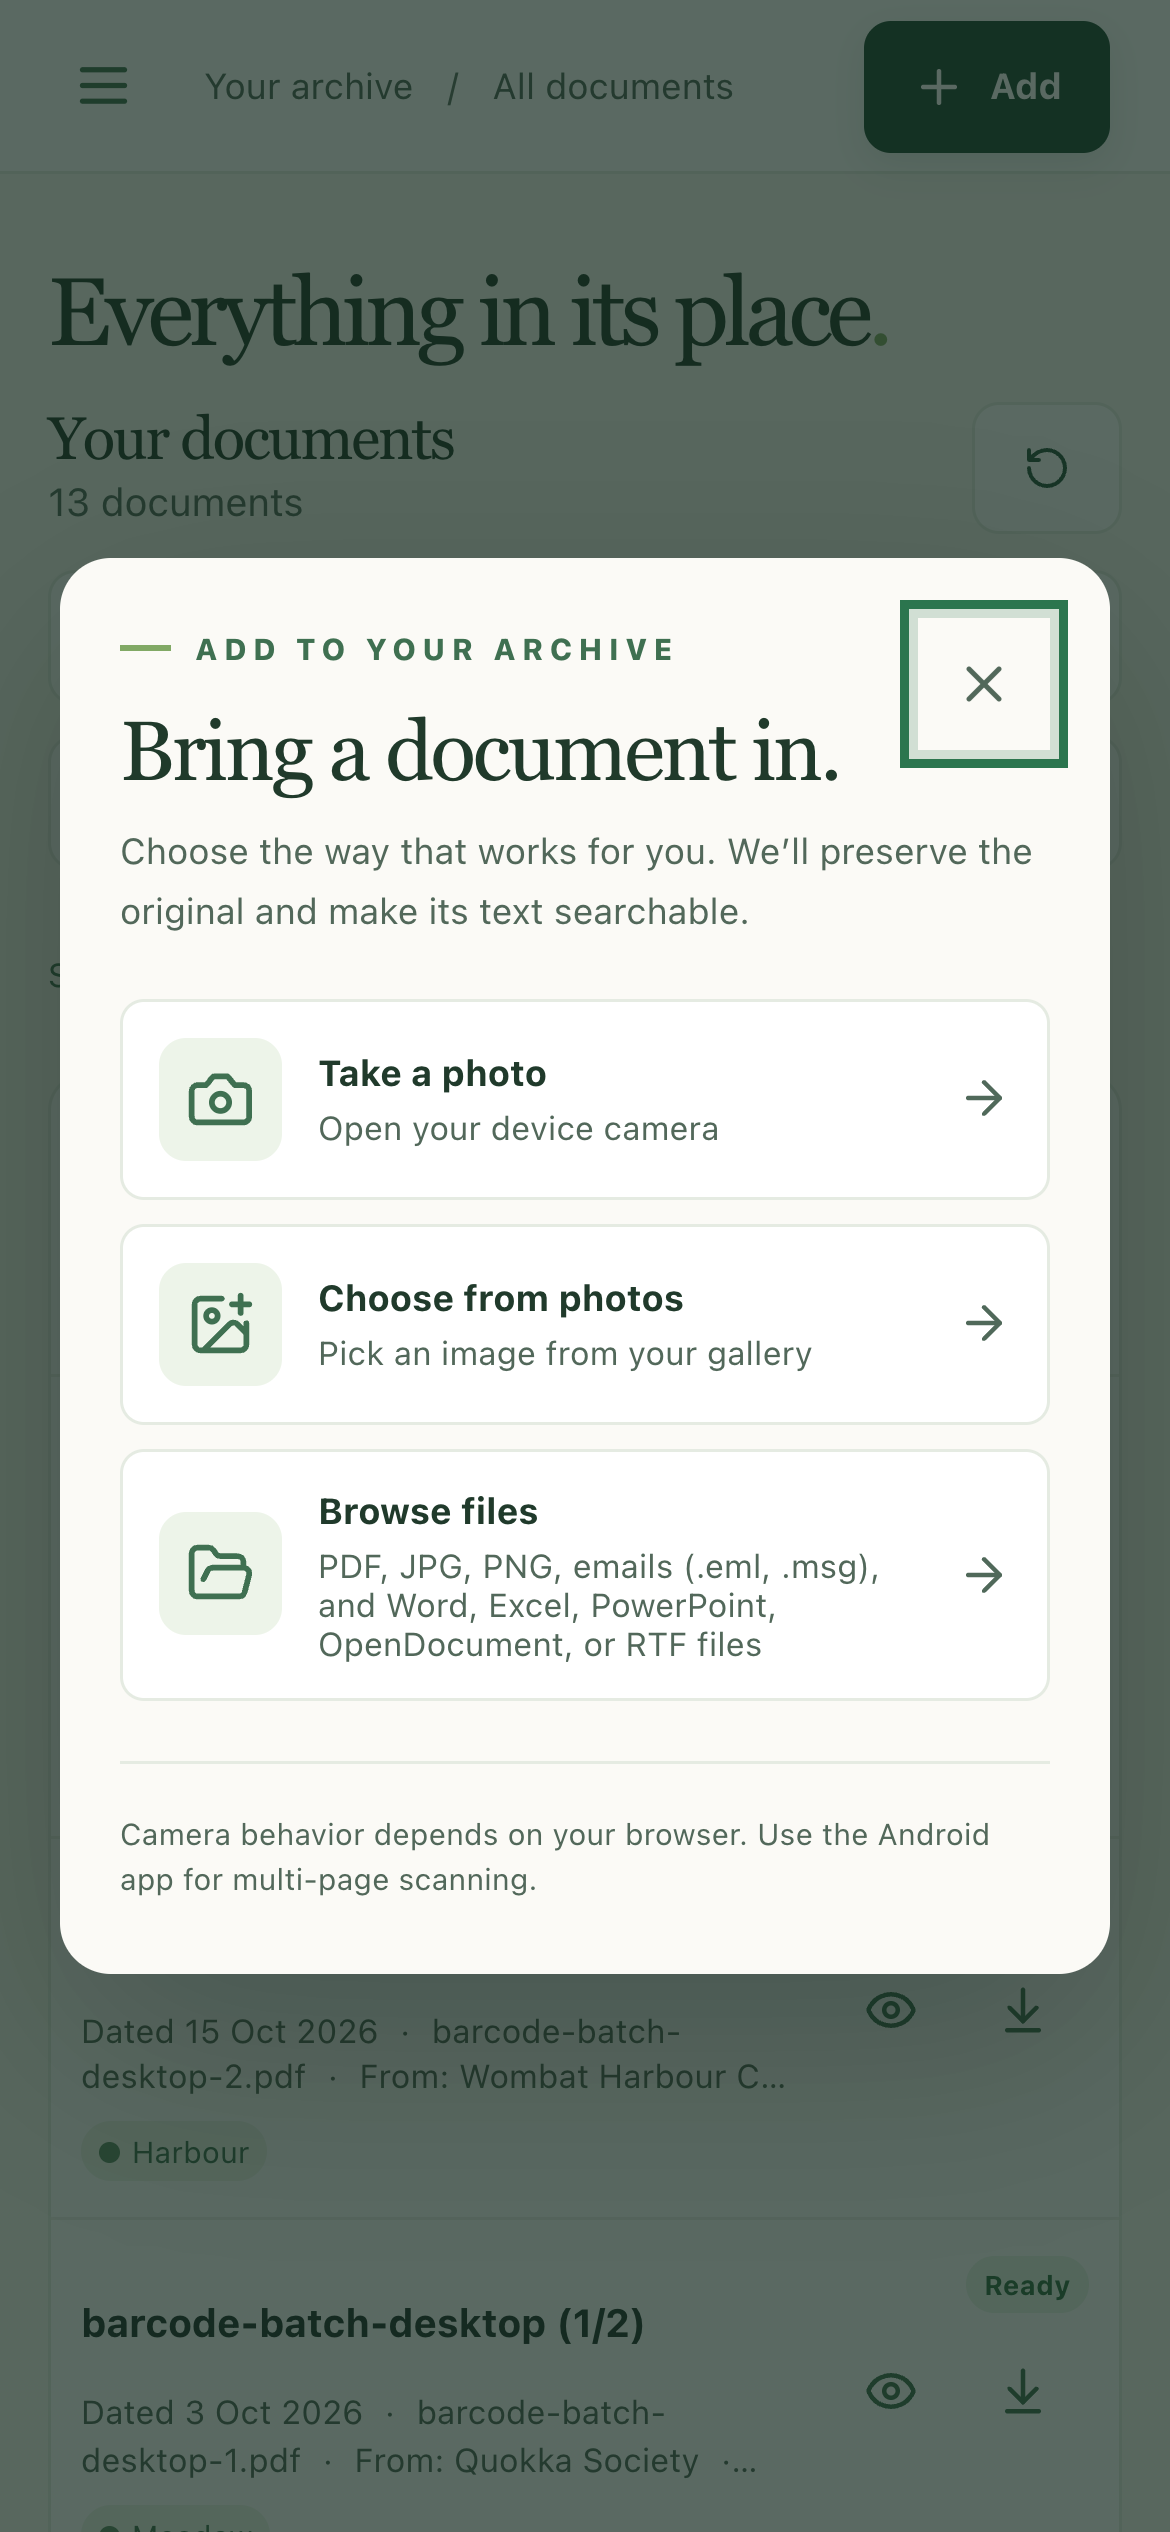 Your archive / All documents
+ Add
Everything in its place.
Your documents
13 documents
ADD TO YOUR ARCHIVE
Bring a document in.
Choose the way that works for you. We’ll preserve the
original and make its text searchable.
Take a photo
Open your device camera
Choose from photos
Pick an image from your gallery
Browse files
PDF, JPG, PNG, emails (.eml, .msg),
and Word, Excel, PowerPoint,
OpenDocument, or RTF files
Camera behavior depends on your browser. Use the Android
app for multi-page scanning.
Dated 15 Oct 2026 · barcode-batch-
desktop-2.pdf · From: Wombat Harbour C...
Harbour
Ready
barcode-batch-desktop (1/2)
Dated 3 Oct 2026 · barcode-batch-
desktop-1.pdf · From: Quokka Society ·...